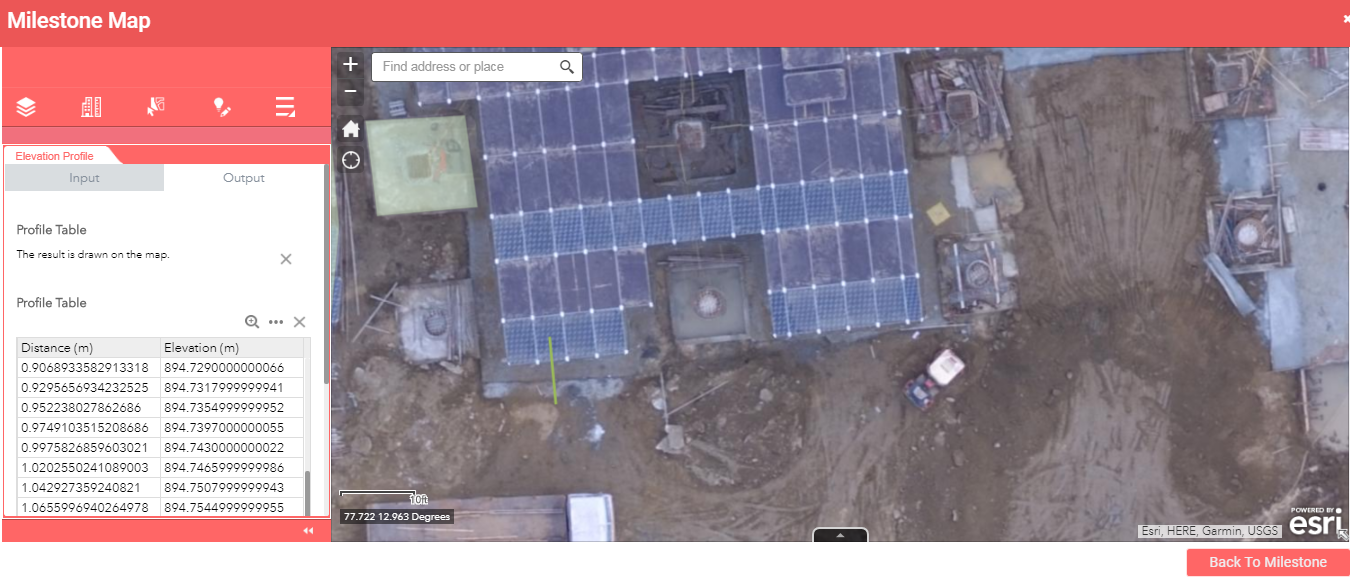 Milestone Map
Find address or place
Elevation Profile
Input
Output
Profile Table
The result is drawn on the map.
Profile Table
Distance (m) Elevation (m)
0.9068933582913318 894.7290000000066
0.9295656934232525 894.7317999999941
0.952238027862686 894.7354999999952
0.9749103515208686 894.7397000000055
0.9975826859603021 894.7430000000022
1.0202550241089003 894.7465999999986
1.042927359240821 894.7507999999943
1.0655996940264978 894.7544999999955
10ft
77.722 12.963 Degrees
Esri, HERE, Garmin, USGS
POWERED BY
esri
Back To Milestone